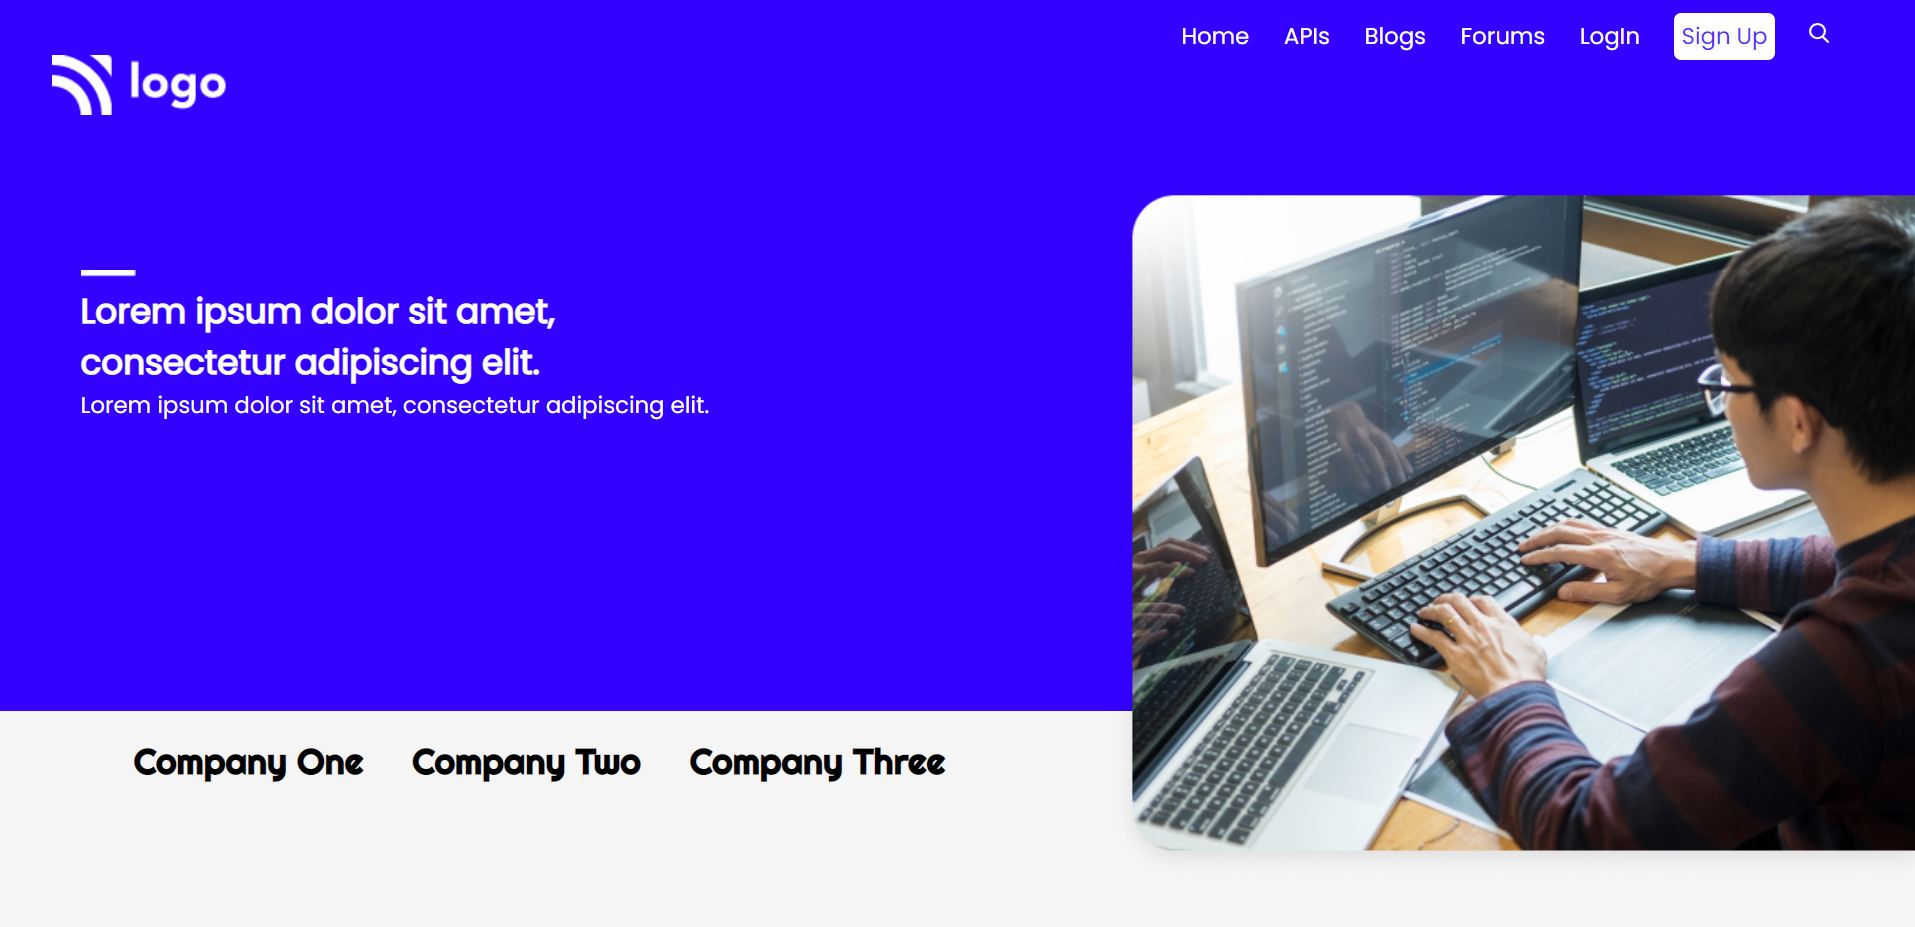 Home APIs Blogs Forums LogIn Sign Up
logo
Lorem ipsum dolor sit amet,
consectetur adipiscing elit.
Lorem ipsum dolor sit amet, consectetur adipiscing elit.
Company One Company Two Company Three